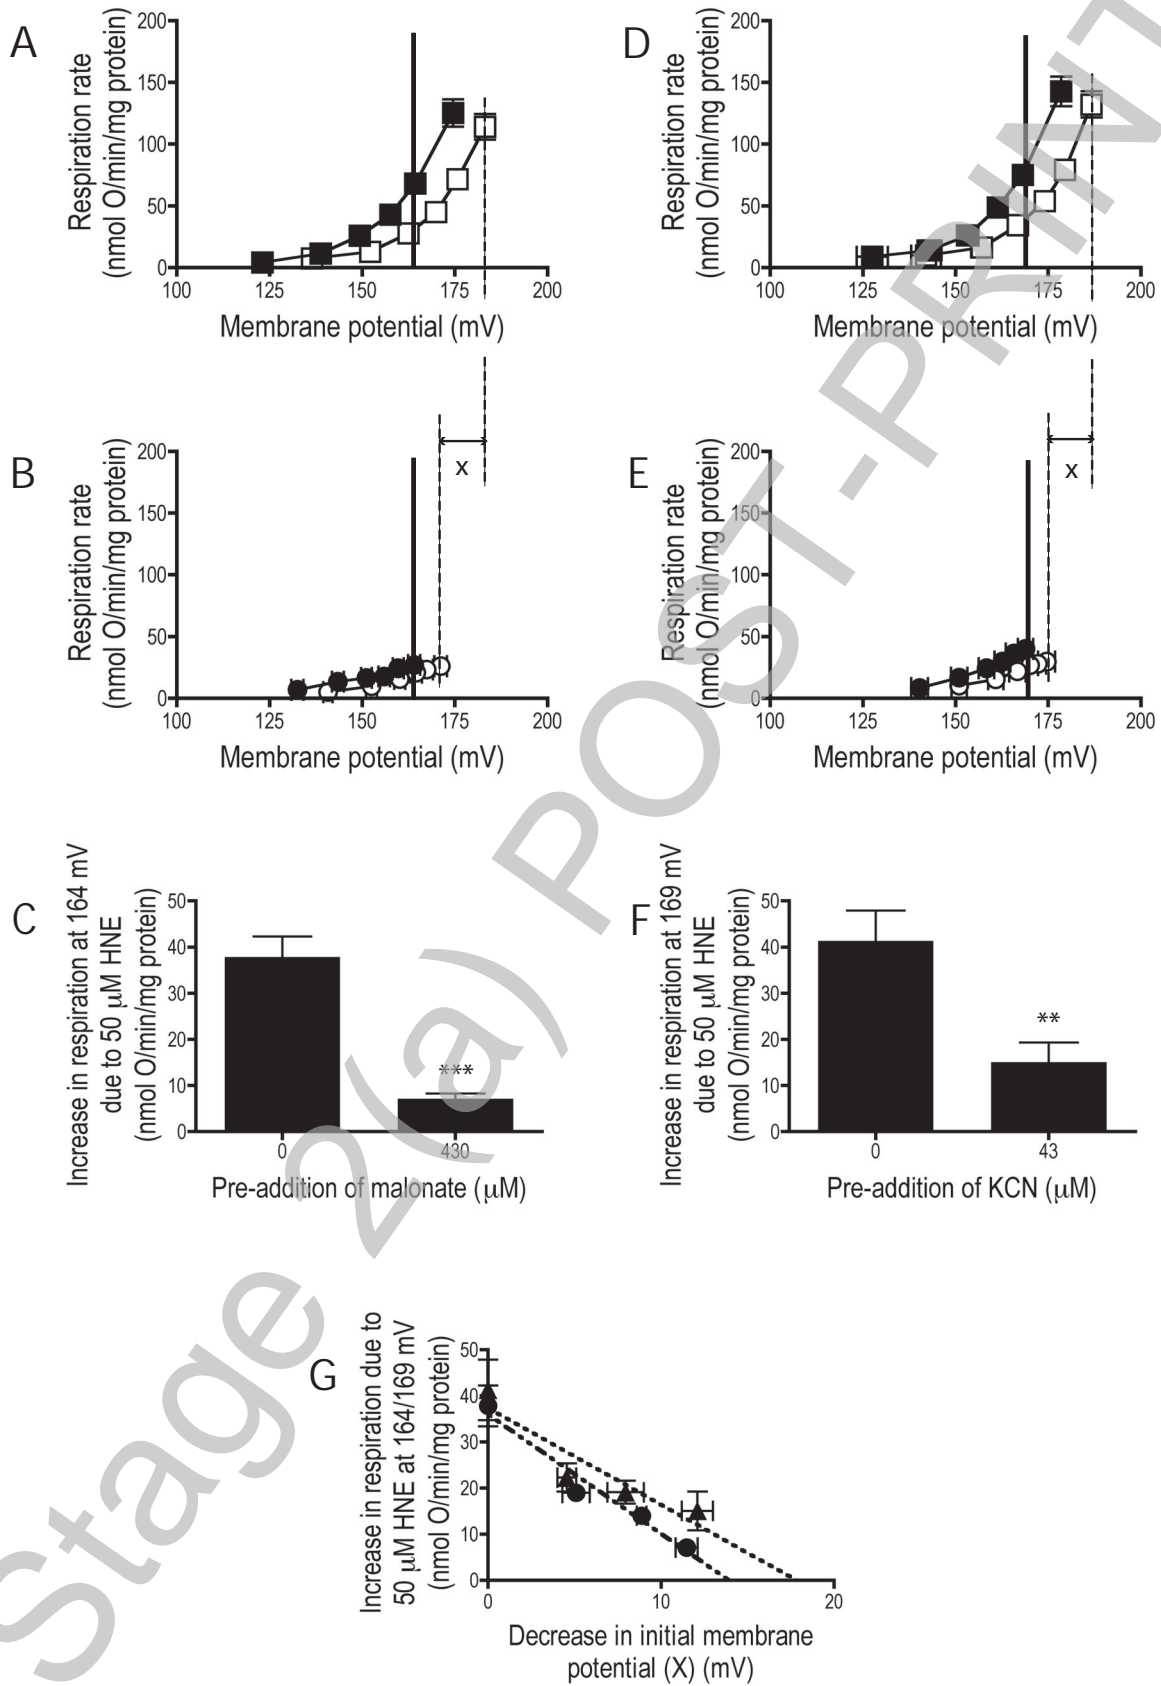 A
Respiration rate
(nmol O/min/mg protein)
200
150
100
50
0
100 125 150 175 200
Membrane potential (mV)
D
Respiration rate
(nmol O/min/mg protein)
200
150
100
50
0
100 125 150 175 200
Membrane potential (mV)
B
Respiration rate
(nmol O/min/mg protein)
200
150
100
50
0
x
100 125 150 175 200
Membrane potential (mV)
E
Respiration rate
(nmol O/min/mg protein)
200
150
100
50
0
x
100 125 150 175 200
Membrane potential (mV)
C
Increase in respiration at 164 mV
due to 50 μM HNE
(nmol O/min/mg protein)
50
40
30
20
10
0
***
0 430
Pre-addition of malonate (μM)
F
Increase in respiration at 169 mV
due to 50 μM HNE
(nmol O/min/mg protein)
50
40
30
20
10
0
**
0 43
Pre-addition of KCN (μM)
G
Increase in respiration due to
50 μM HNE at 164/169 mV
(nmol O/min/mg protein)
50
40
30
20
10
0
0 10 20
Decrease in initial membrane
potential (X) (mV)
Stage 2(a) POST-PRINT